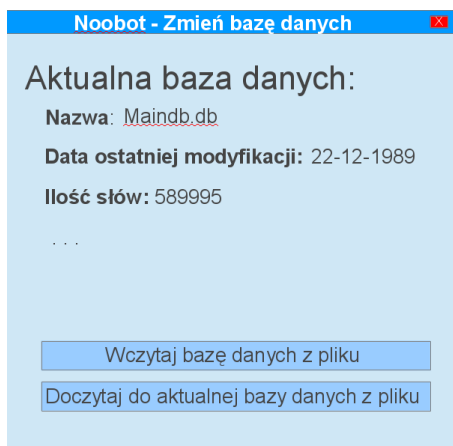 Noobot - Zmień bazę danych X
Aktualna baza danych:
Nazwa: Maindb.db
Data ostatniej modyfikacji: 22-12-1989
Ilość słów: 589995
. . .
Wczytaj bazę danych z pliku
Doczytaj do aktualnej bazy danych z pliku